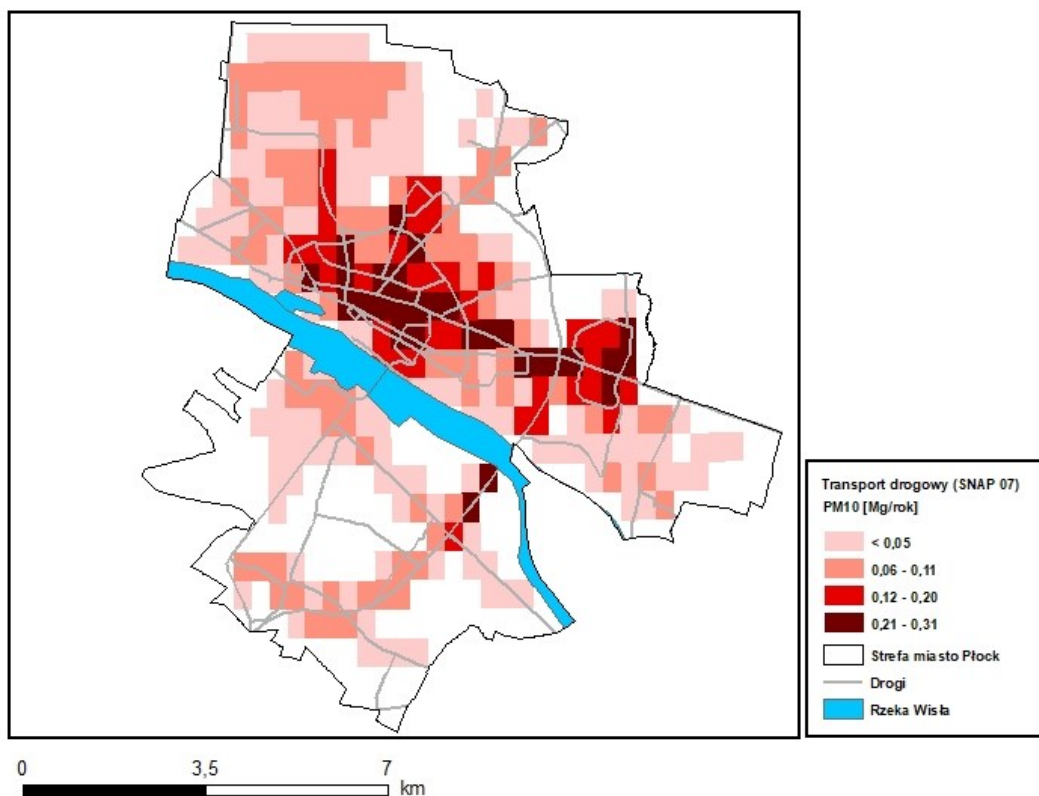 Transport drogowy (SNAP 07)
PM10 [Mg/rok]
< 0,05
0,06 - 0,11
0,12 - 0,20
0,21 - 0,31
Strefa miasto Płock
Drogi
Rzeka Wisła
0 3,5 7
km